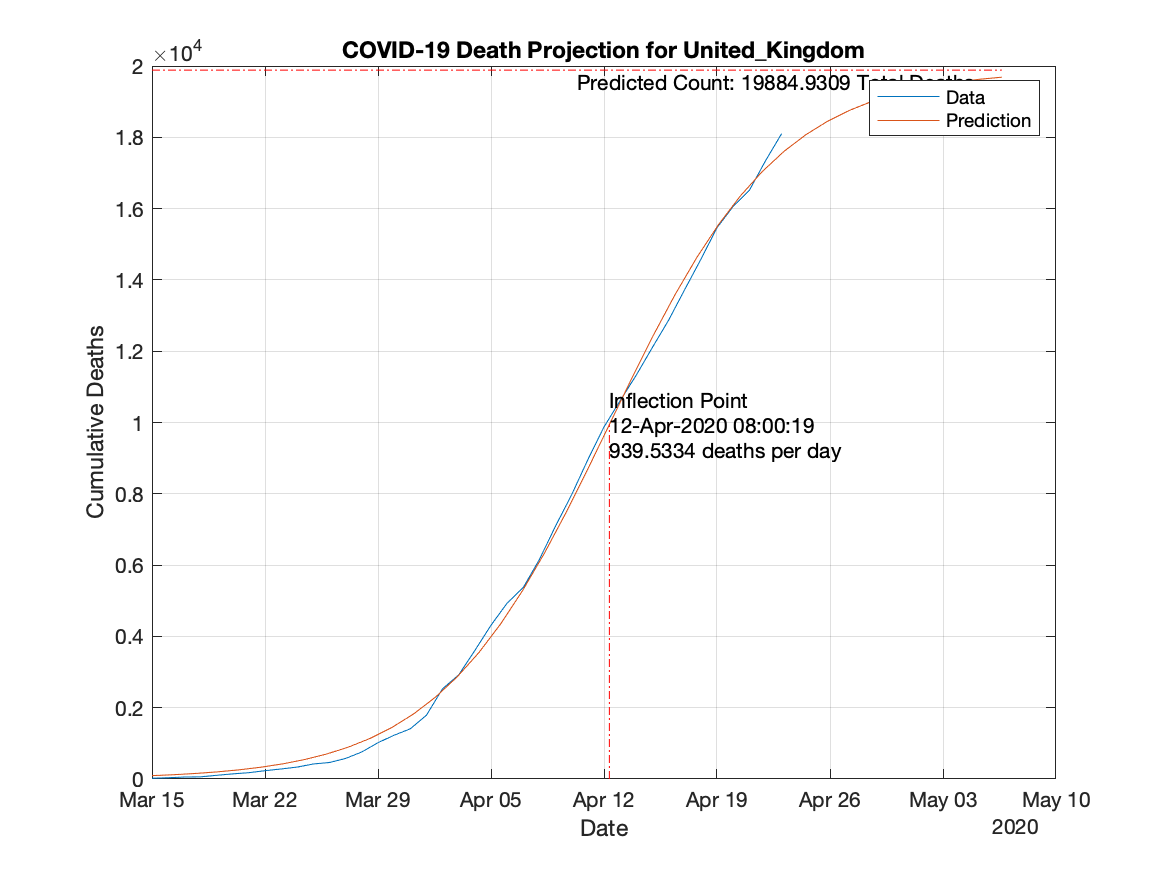 ×10⁴
COVID-19 Death Projection for United_Kingdom
Predicted Count: 19884.9309 Total Deaths
Data
Prediction
2
1.8
1.6
1.4
1.2
1
0.8
0.6
0.4
0.2
0
Cumulative Deaths
Inflection Point
12-Apr-2020 08:00:19
939.5334 deaths per day
Mar 15 Mar 22 Mar 29 Apr 05 Apr 12 Apr 19 Apr 26 May 03 May 10
Date
2020